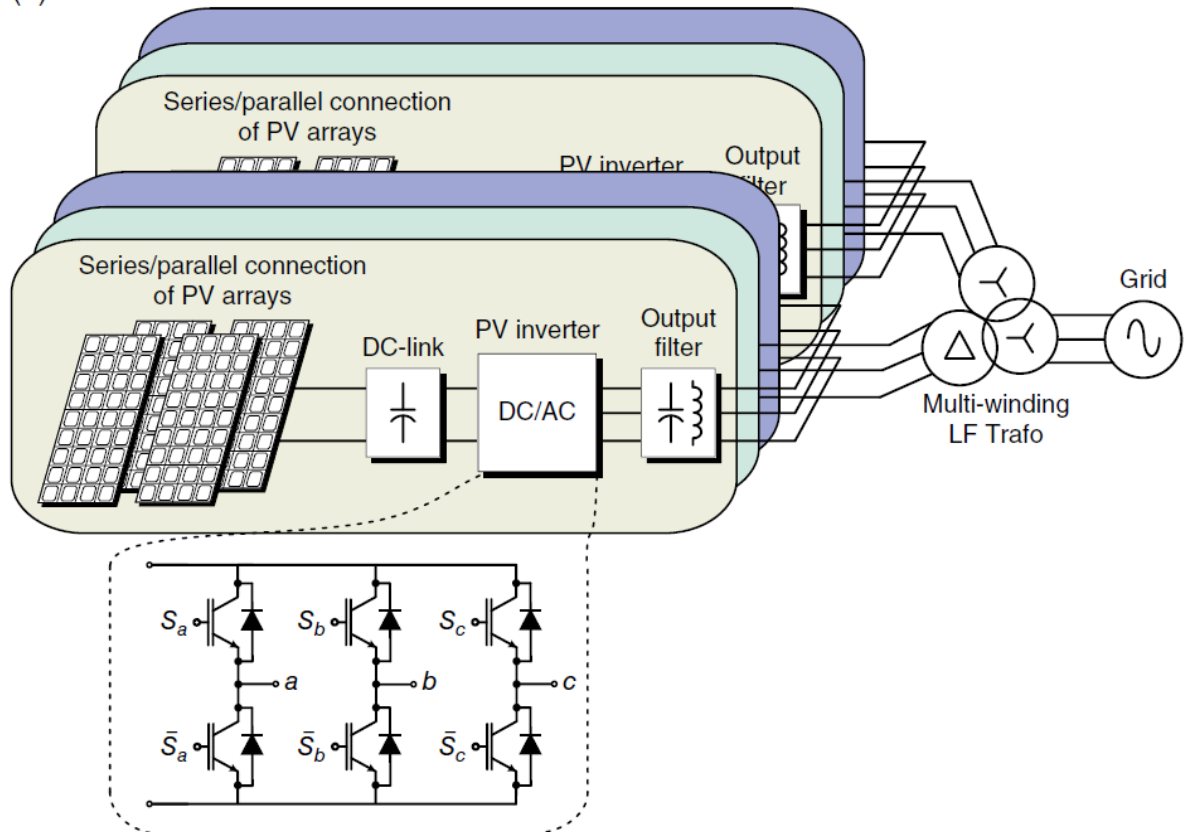 Series/parallel connection
of PV arrays
PV inverter
Output
filter
Series/parallel connection
of PV arrays
DC-link
PV inverter
Output
filter
DC/AC
Grid
Multi-winding
LF Trafo
Sa
Sb
Sc
a
b
c
S̄a
S̄b
S̄c